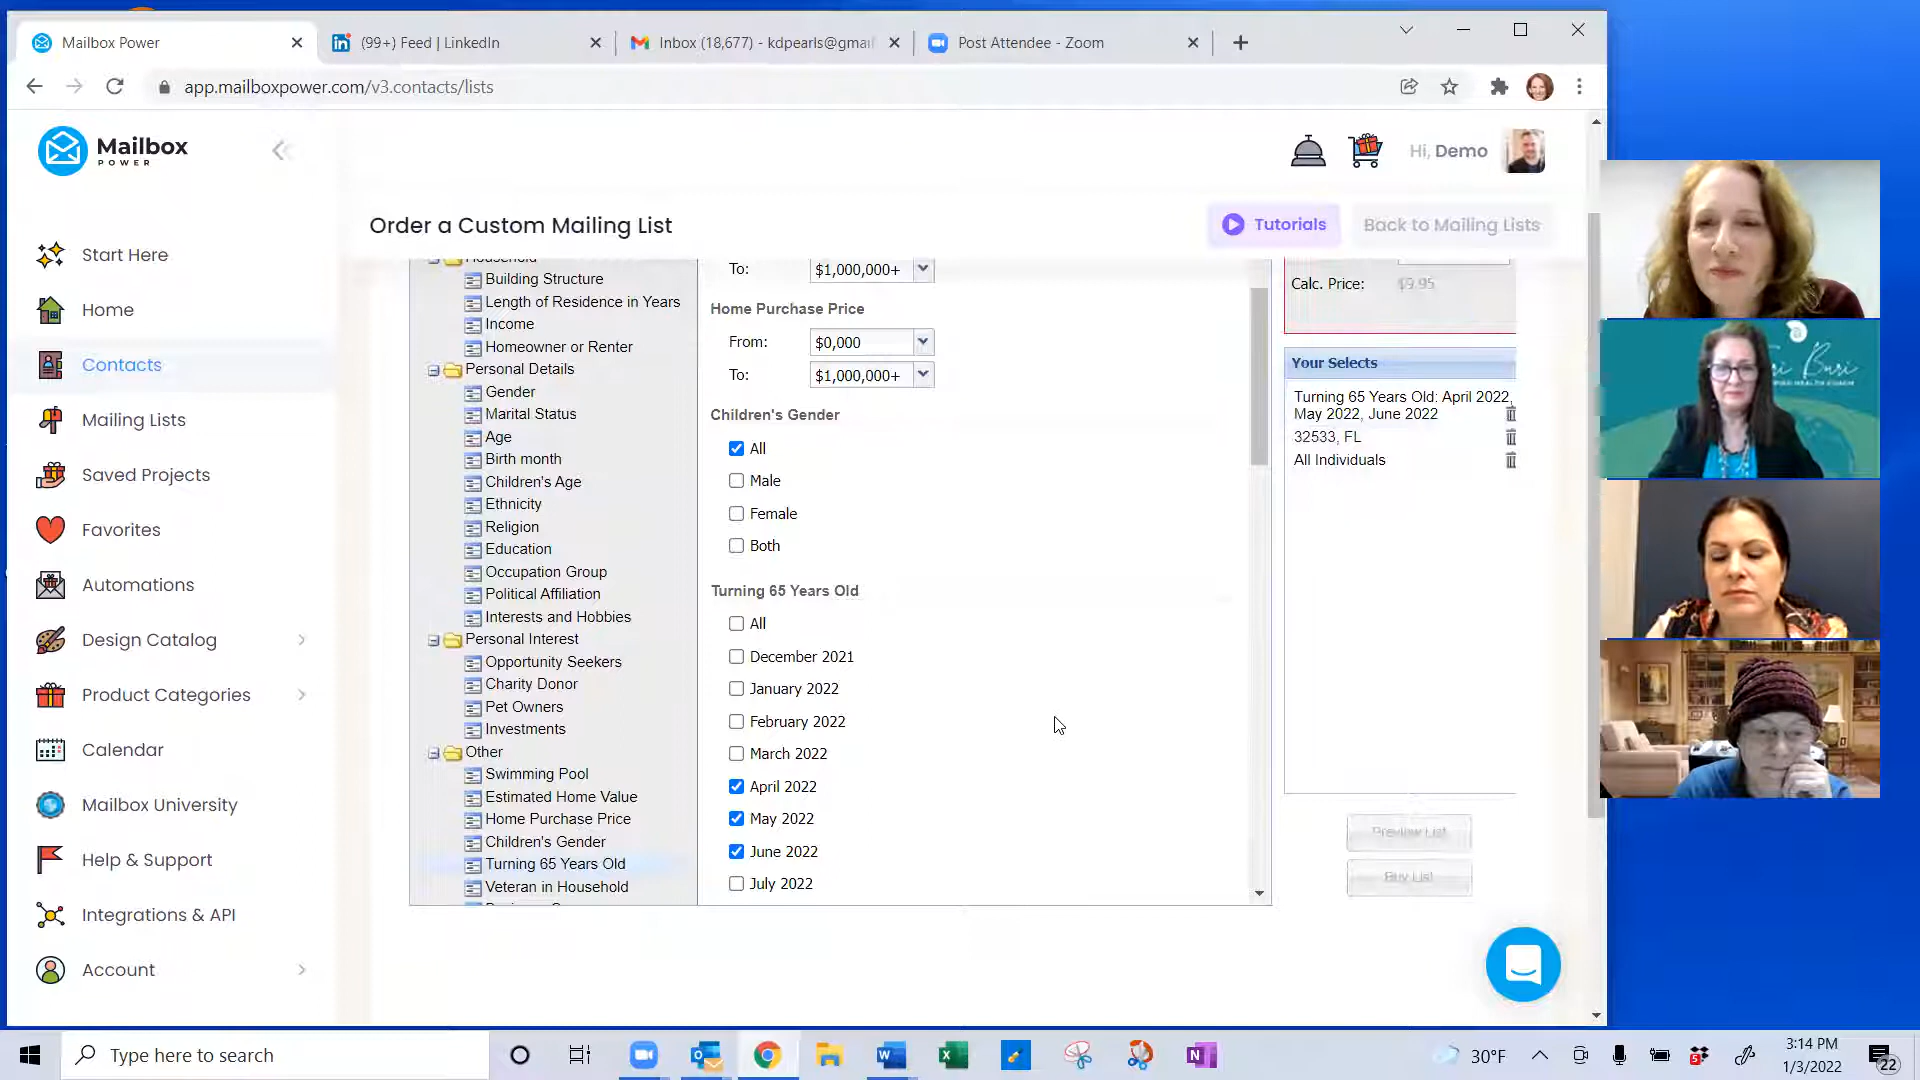 Mailbox Power
(99+) Feed | LinkedIn
Inbox (18,677) - kdpearls@gmai
Post Attendee - Zoom
app.mailboxpower.com/v3.contacts/lists
Mailbox
POWER
Hi, Demo
Order a Custom Mailing List
Tutorials
Back to Mailing Lists
Start Here
Home
Contacts
Mailing Lists
Saved Projects
Favorites
Automations
Design Catalog
Product Categories
Calendar
Mailbox University
Help & Support
Integrations & API
Account
Household
Building Structure
Length of Residence in Years
Income
Homeowner or Renter
Personal Details
Gender
Marital Status
Age
Birth month
Children's Age
Ethnicity
Religion
Education
Occupation Group
Political Affiliation
Interests and Hobbies
Personal Interest
Opportunity Seekers
Charity Donor
Pet Owners
Investments
Other
Swimming Pool
Estimated Home Value
Home Purchase Price
Children's Gender
Turning 65 Years Old
Veteran in Household
To: $1,000,000+
Home Purchase Price
From: $0,000
To: $1,000,000+
Children's Gender
All
Male
Female
Both
Turning 65 Years Old
All
December 2021
January 2022
February 2022
March 2022
April 2022
May 2022
June 2022
July 2022
Calc. Price: $9.95
Your Selects
Turning 65 Years Old: April 2022,
May 2022, June 2022
32533, FL
All Individuals
Preview List
Buy List
Type here to search
30°F
3:14 PM
1/3/2022
22